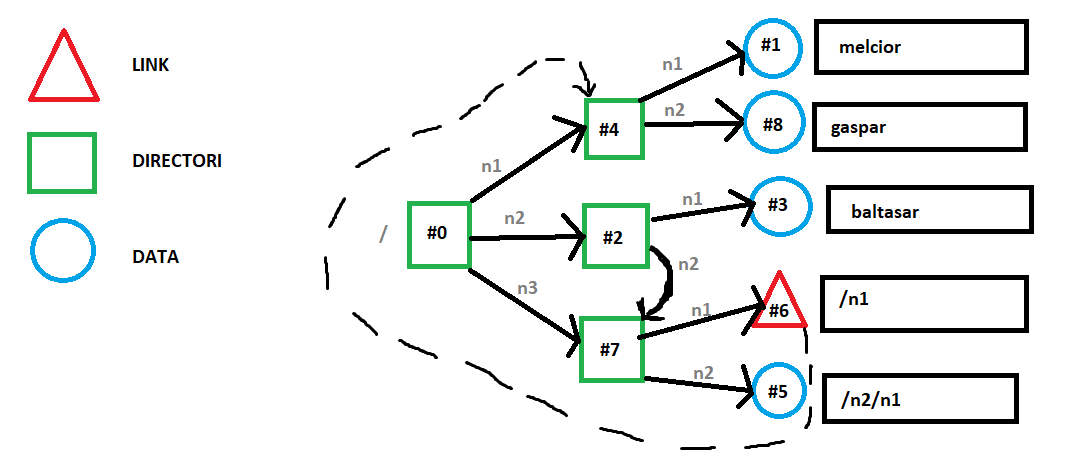 LINK
DIRECTORI
DATA
/
#0
n1
n2
n3
#4
n1
n2
#1
melcior
#8
gaspar
#2
n1
n2
#3
baltasar
#7
n1
n2
#6
/n1
#5
/n2/n1